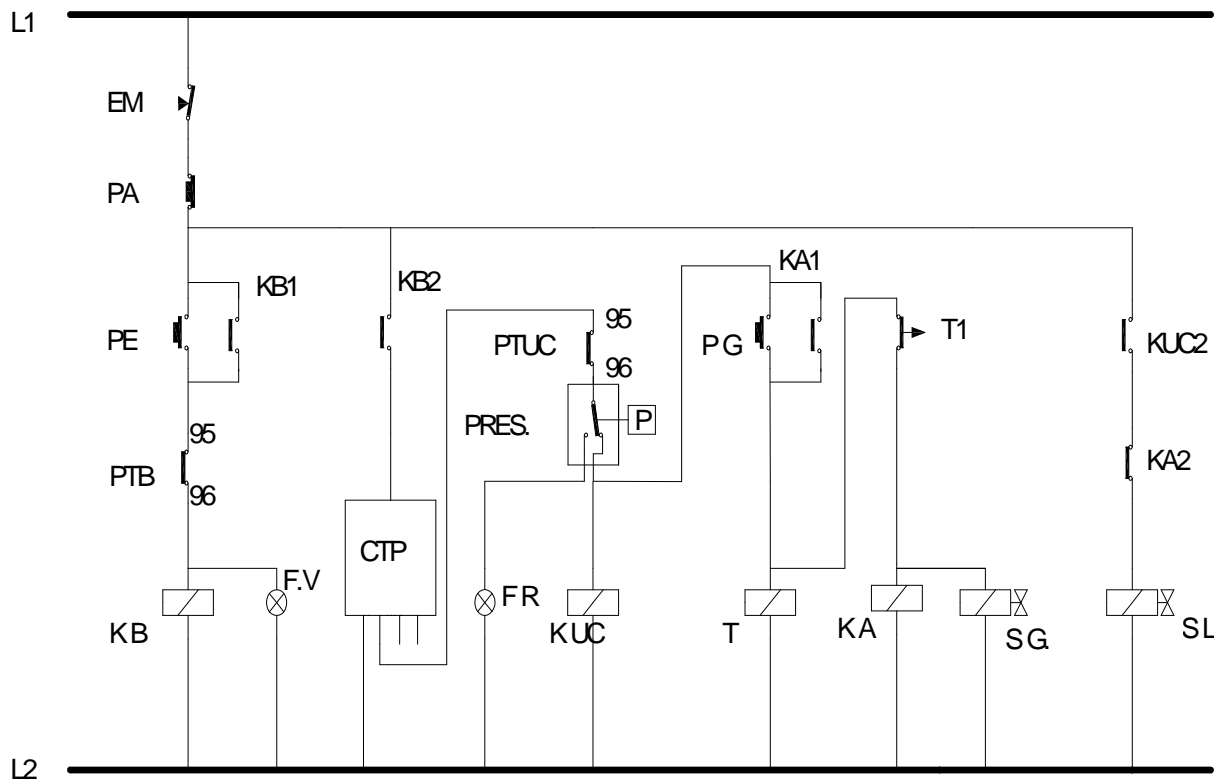 L1
EM
PA
KA1
KB1
KB2
95
PE
PTUC
PG
T1
KUC2
96
PRES.
P
95
PTB
96
KA2
CTP
F.V
FR
KB
KUC
T
KA
SG.
SL
L2